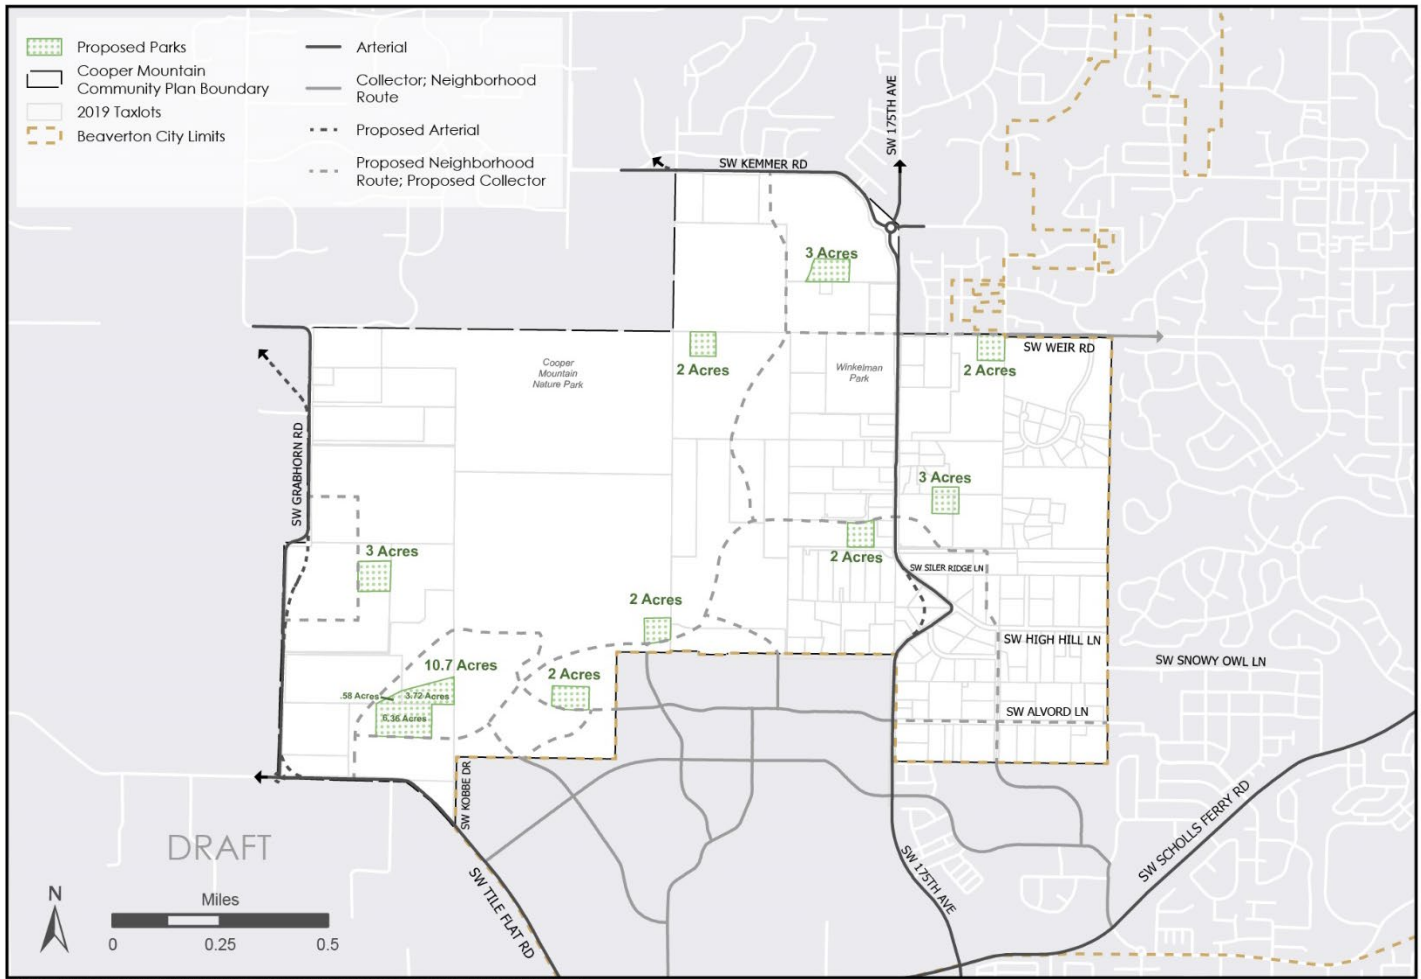 Proposed Parks
Cooper Mountain
Community Plan Boundary
2019 Taxlots
Beaverton City Limits
Arterial
Collector; Neighborhood
Route
Proposed Arterial
Proposed Neighborhood
Route; Proposed Collector
SW 175TH AVE
SW KEMMER RD
3 Acres
SW WEIR RD
2 Acres
2 Acres
Cooper
Mountain
Nature Park
Winkelman
Park
SW GRABHORN RD
3 Acres
3 Acres
2 Acres
SW SILER RIDGE LN
2 Acres
SW HIGH HILL LN
SW SNOWY OWL LN
10.7 Acres
.58 Acres
3.72 Acres
6.36 Acres
2 Acres
SW ALVORD LN
SW KOBBE DR
SW TILE FLAT RD
SW 175TH AVE
SW SCHOLLS FERRY RD
DRAFT
N
Miles
0
0.25
0.5